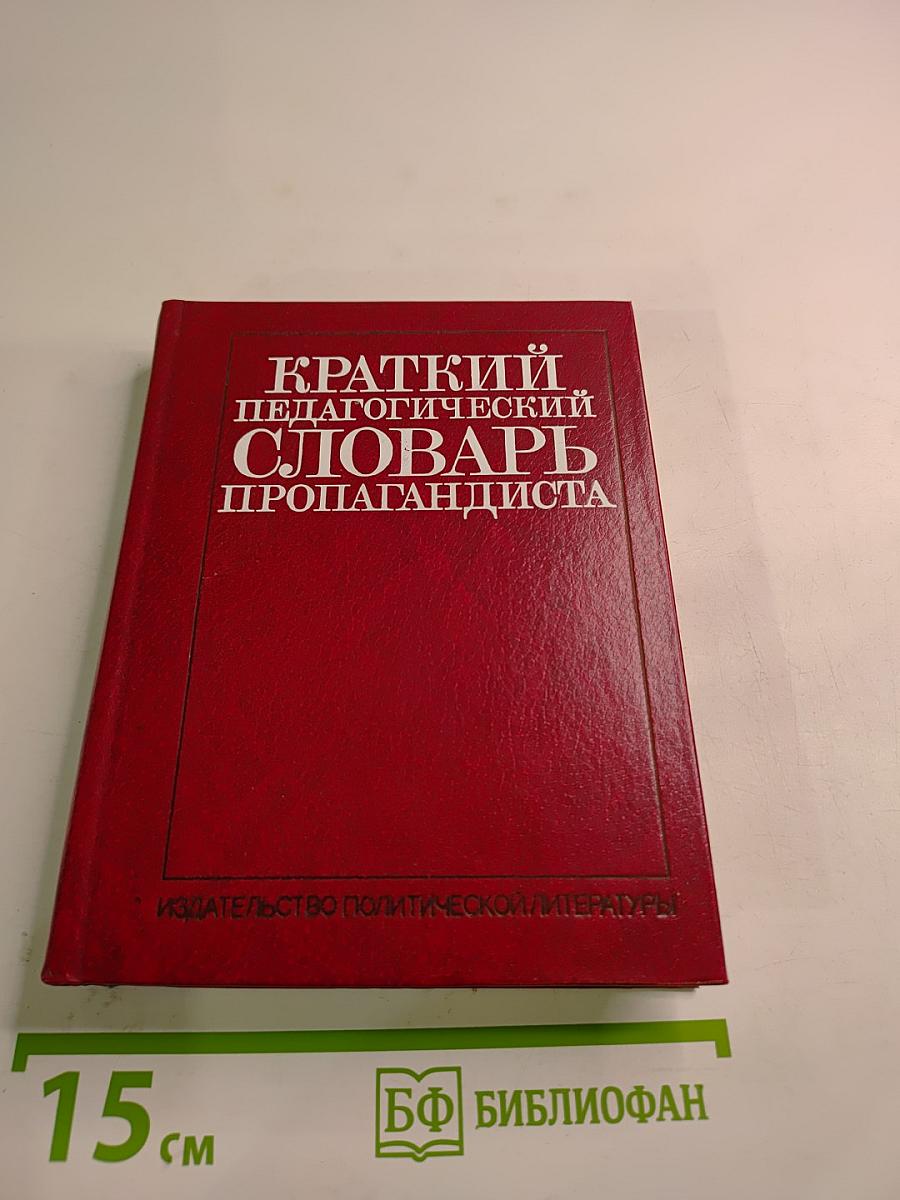 КРАТКИЙ
ПЕДАГОГИЧЕСКИЙ
СЛОВАРЬ
ПРОПАГАНДИСТА
ИЗДАТЕЛЬСТВО ПОЛИТИЧЕСКОЙ ЛИТЕРАТУРЫ
15 см
БФ БИБЛИОФАН